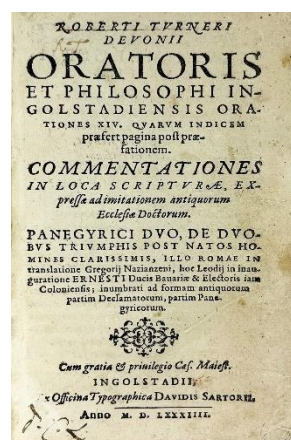 ROBERTI TVRNERI
DEVONII
ORATORIS
ET PHILOSOPHI IN-
GOLSTADIENSIS ORA-
TIONES XIV. QVARVM INDICEM
præfert pagina post præ-
fationem.
COMMENTATIONES
IN LOCA SCRIPTVRÆ, EX-
pressæ ad imitationem antiquorum
Ecclesiæ Doctorum.
PANEGYRICI DVO, DE DVO-
BVS TRIVMPHIS POST NATOS HO-
MINES CLARISSIMIS, ILLO ROMAE IN
translatione Gregorij Nazianzeni, hoc Leodij in inau-
guratione ERNESTI Ducis Bauariæ & Electoris iam
Coloniensis; inumbrati ad formam antiquorum
partim Declamatorum, partim Pane-
gyricorum.
Cum gratia & priuilegio Cæs. Maiest.
INGOLSTADII,
x Officina Typographica DAVIDIS SARTORII,
Anno M. D. LXXXIIII.